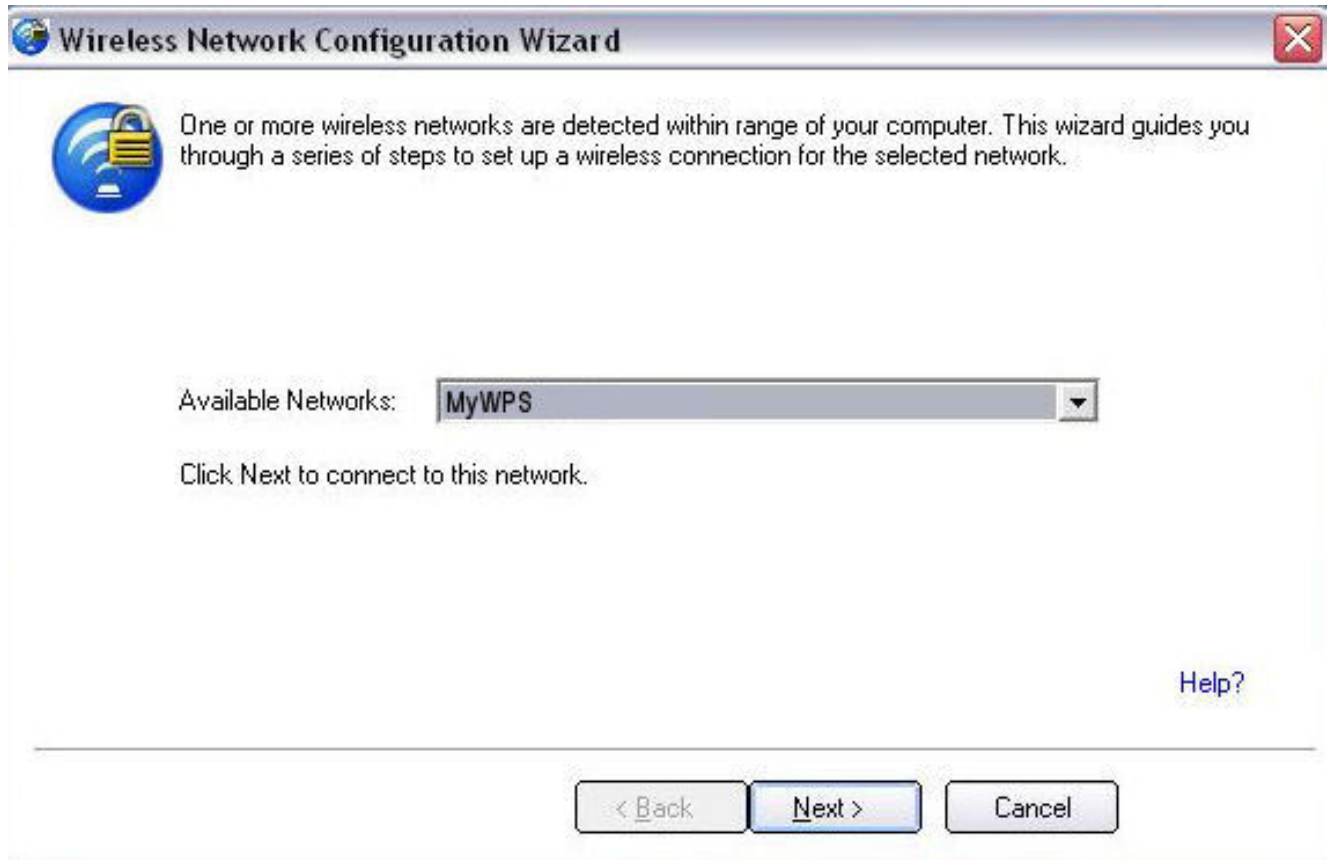 Wireless Network Configuration Wizard
One or more wireless networks are detected within range of your computer. This wizard guides you
through a series of steps to set up a wireless connection for the selected network.
Available Networks: MyWPS
Click Next to connect to this network.
Help?
< Back Next > Cancel